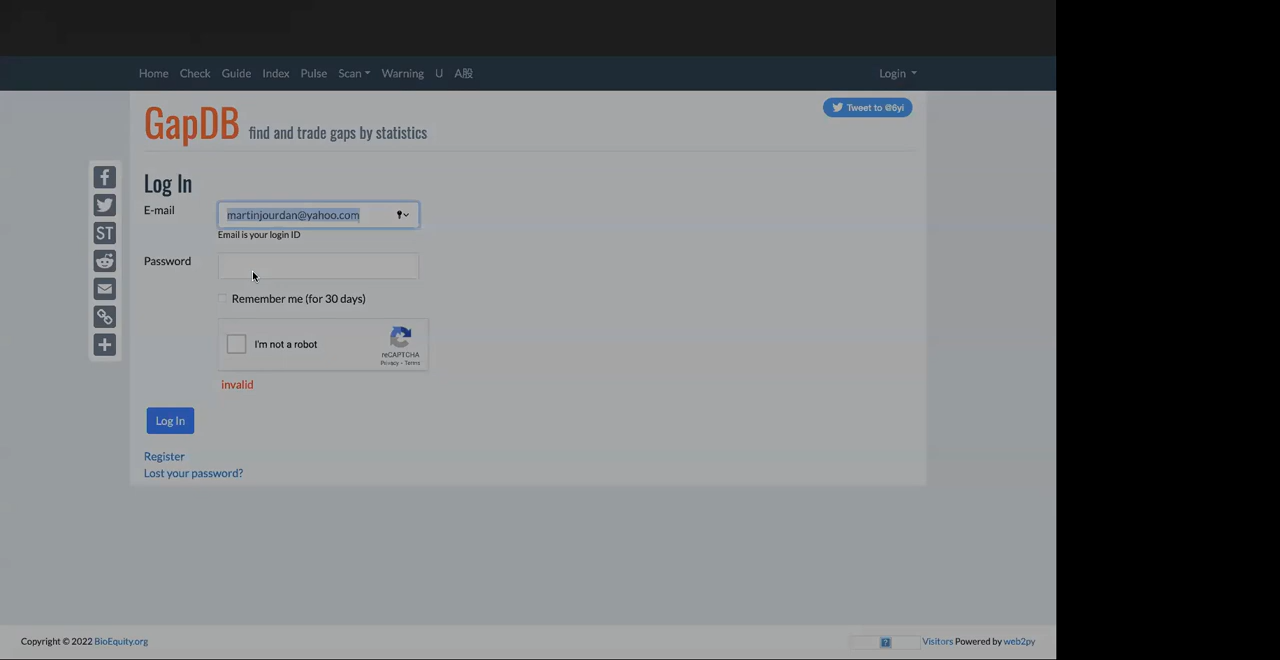 Home Check Guide Index Pulse Scan Warning U A股 Login
GapDB find and trade gaps by statistics
Tweet to @6yi
Log In
E-mail
martinjourdan@yahoo.com
Email is your login ID
Password
Remember me (for 30 days)
ST
I'm not a robot
reCAPTCHA
Privacy - Terms
invalid
Log In
Register
Lost your password?
Copyright © 2022 BioEquity.org
Visitors Powered by web2py